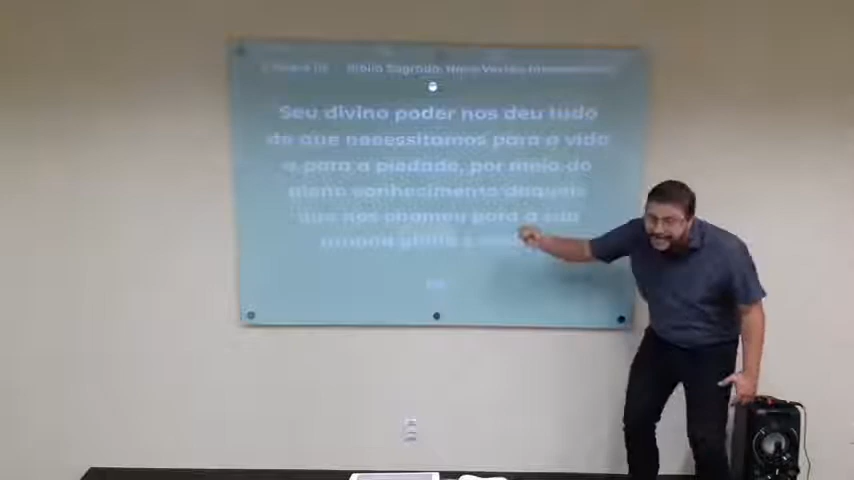 Bíblia Sagrada, Nova Versão Internacional
Seu divino poder nos deu tudo
de que necessitamos para a vida
e para a piedade, por meio do
pleno conhecimento daquele
que nos chamou para a sua